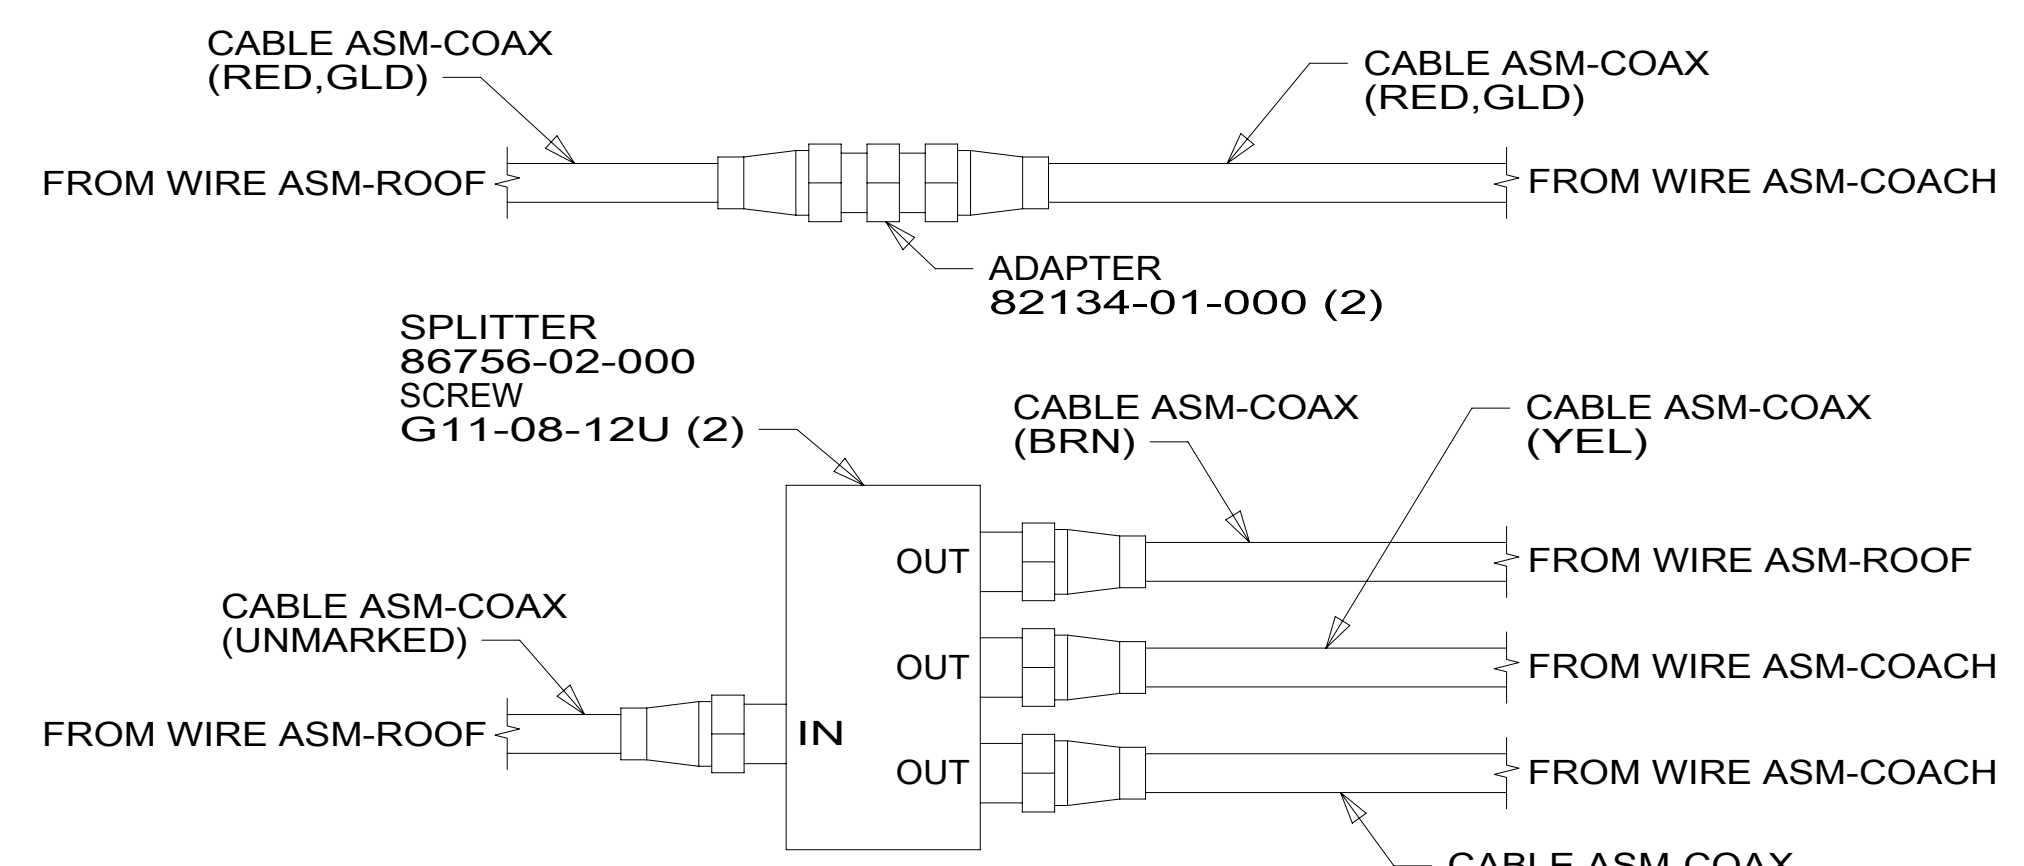 CABLE ASM-COAX
(RED,GLD)
CABLE ASM-COAX
(RED,GLD)
FROM WIRE ASM-ROOF
FROM WIRE ASM-COACH
ADAPTER
82134-01-000 (2)
SPLITTER
86756-02-000
SCREW
G11-08-12U (2)
CABLE ASM-COAX
(BRN)
CABLE ASM-COAX
(YEL)
OUT
FROM WIRE ASM-ROOF
CABLE ASM-COAX
(UNMARKED)
OUT
FROM WIRE ASM-COACH
FROM WIRE ASM-ROOF
IN
OUT
FROM WIRE ASM-COACH
CABLE ASM-COAX